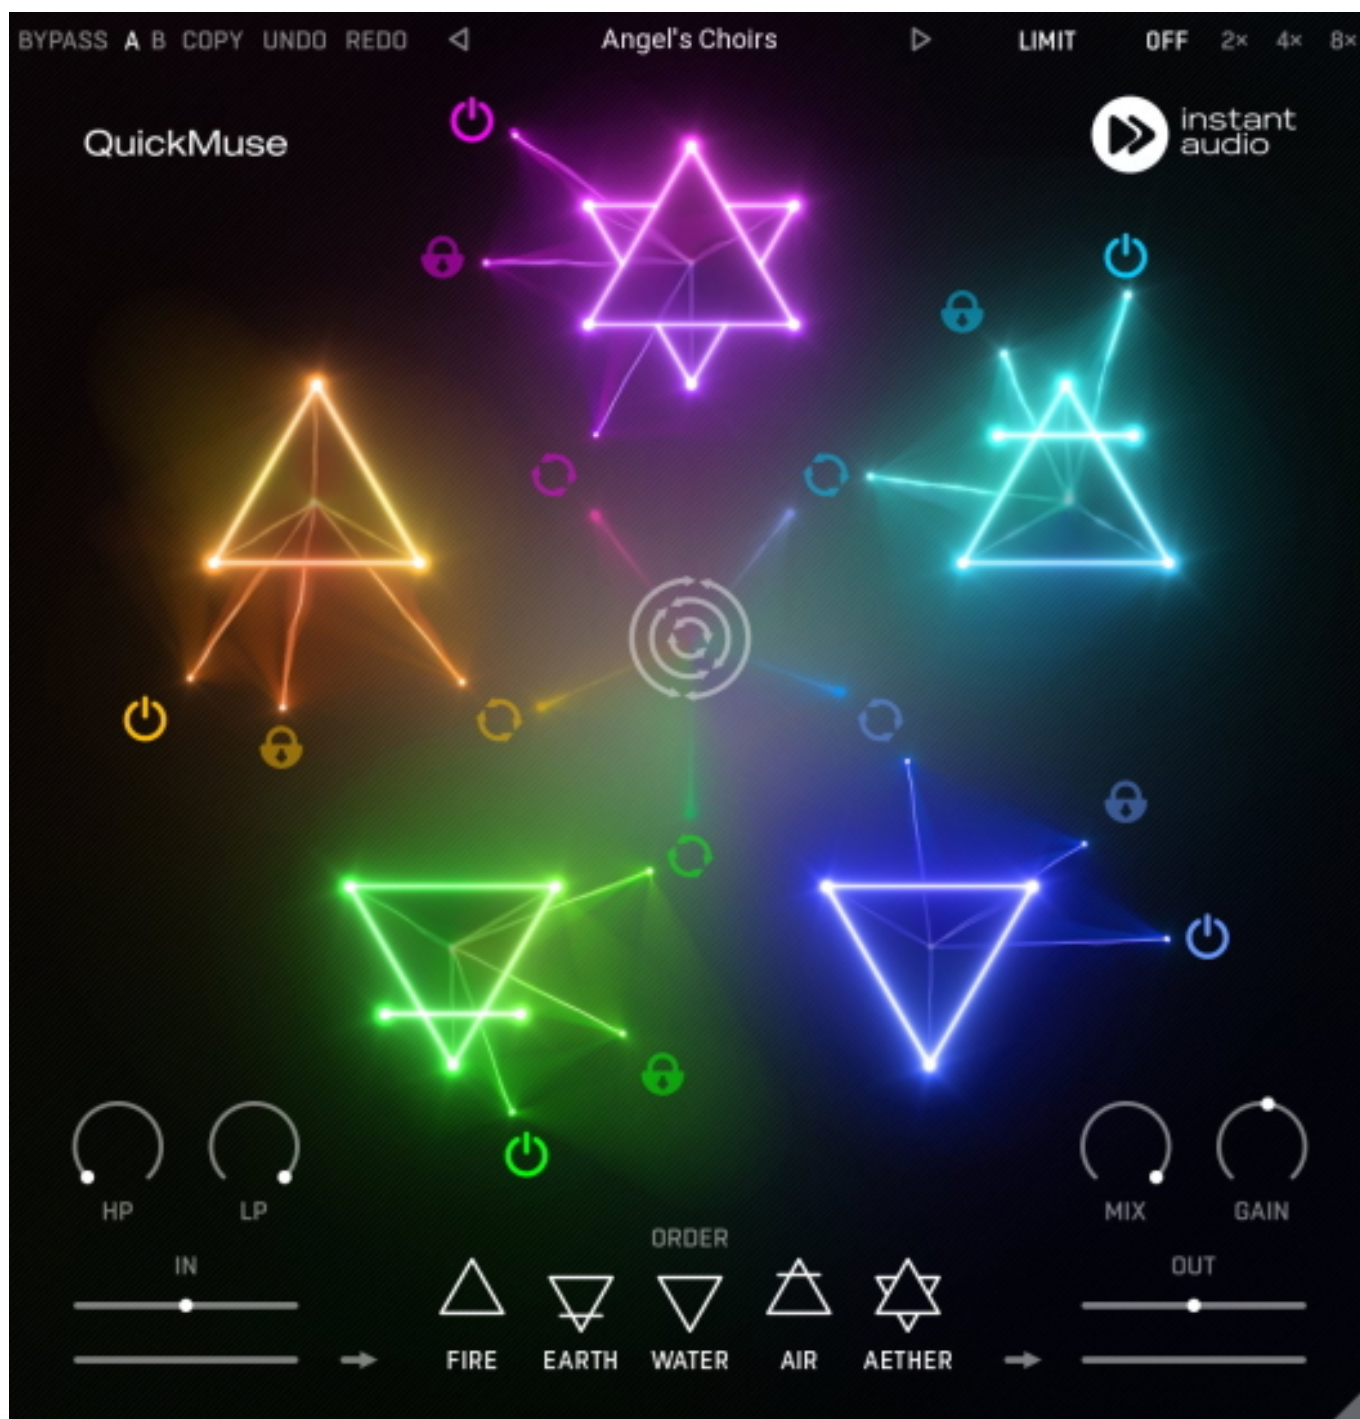 BYPASS A B COPY UNDO REDO Angel's Choirs LIMIT OFF 2× 4× 8×
QuickMuse
instant
audio
HP LP MIX GAIN
ORDER
IN OUT
FIRE EARTH WATER AIR AETHER